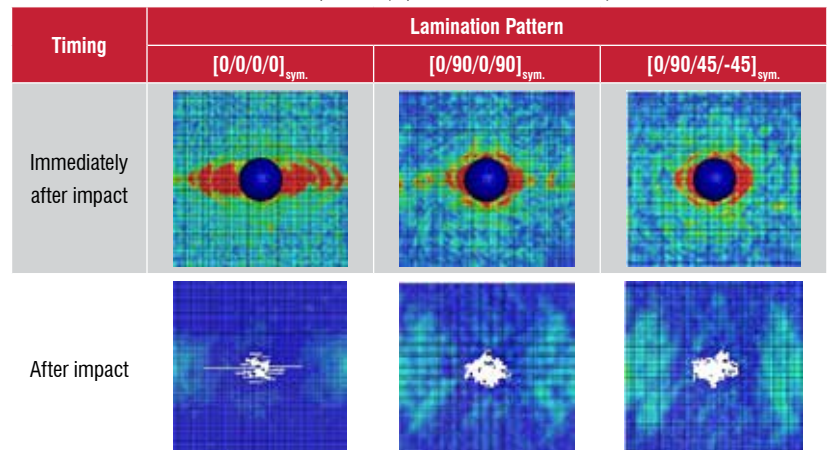 Timing
Lamination Pattern
[0/0/0/0]sym.
[0/90/0/90]sym.
[0/90/45/-45]sym.
Immediately
after impact
After impact